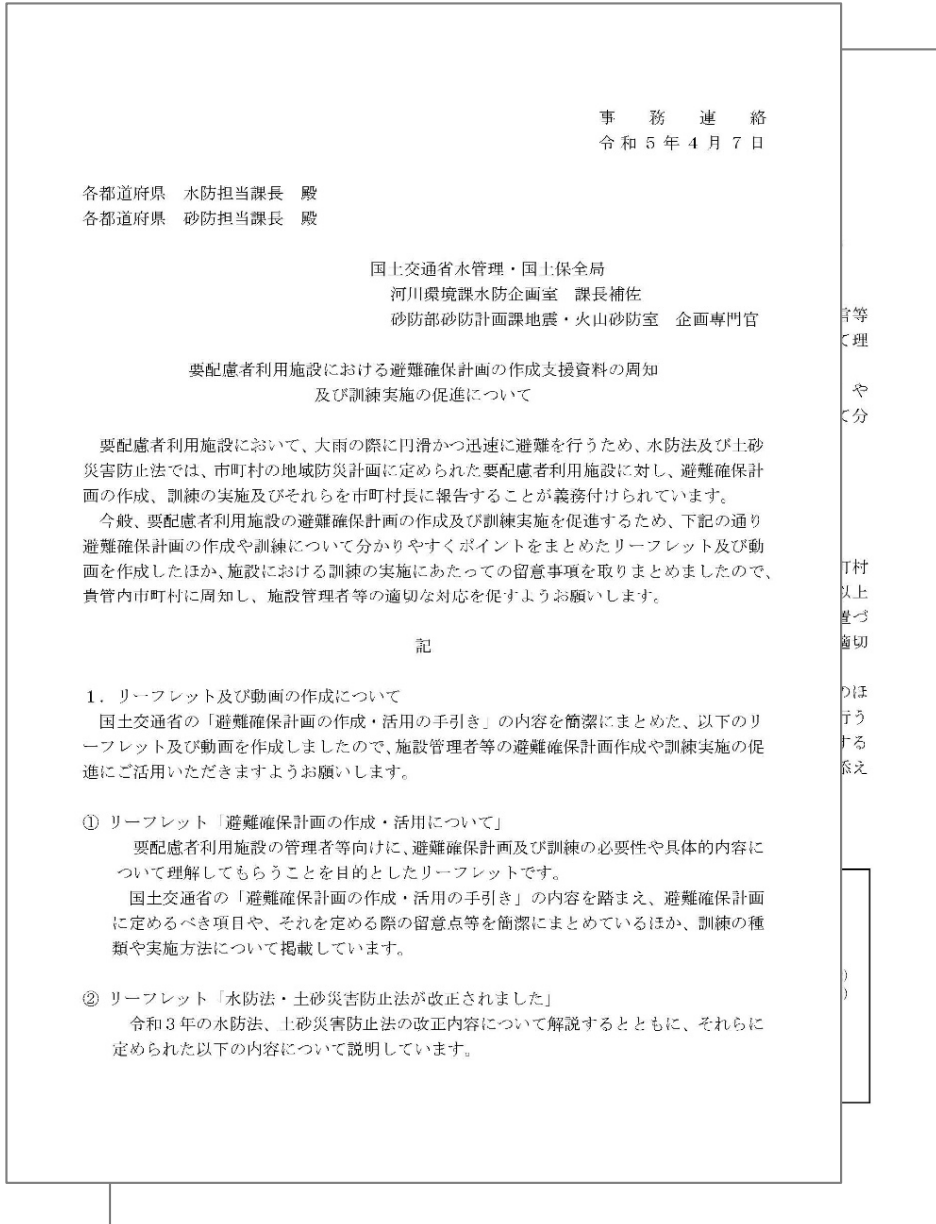 事　務　連　絡
令和５年４月７日
各都道府県　水防担当課長　殿
各都道府県　砂防担当課長　殿
国土交通省水管理・国土保全局
河川環境課水防企画室　課長補佐
砂防部砂防計画課地震・火山砂防室　企画専門官
要配慮者利用施設における避難確保計画の作成支援資料の周知
及び訓練実施の促進について
要配慮者利用施設において、大雨の際に円滑かつ迅速に避難を行うため、水防法及び土砂
災害防止法では、市町村の地域防災計画に定められた要配慮者利用施設に対し、避難確保計
画の作成、訓練の実施及びそれらを市町村長に報告することが義務付けられています。
今般、要配慮者利用施設の避難確保計画の作成及び訓練実施を促進するため、下記の通り
避難確保計画の作成や訓練について分かりやすくポイントをまとめたリーフレット及び動
画を作成したほか、施設における訓練の実施にあたっての留意事項を取りまとめましたので、
貴管内市町村に周知し、施設管理者等の適切な対応を促すようお願いします。
記
１．リーフレット及び動画の作成について
国土交通省の「避難確保計画の作成・活用の手引き」の内容を簡潔にまとめた、以下のリ
ーフレット及び動画を作成しましたので、施設管理者等の避難確保計画作成や訓練実施の促
進にご活用いただきますようお願いします。
① リーフレット「避難確保計画の作成・活用について」
要配慮者利用施設の管理者等向けに、避難確保計画及び訓練の必要性や具体的内容に
ついて理解してもらうことを目的としたリーフレットです。
国土交通省の「避難確保計画の作成・活用の手引き」の内容を踏まえ、避難確保計画
に定めるべき項目や、それを定める際の留意点等を簡潔にまとめているほか、訓練の種
類や実施方法について掲載しています。
② リーフレット「水防法・土砂災害防止法が改正されました」
令和３年の水防法、土砂災害防止法の改正内容について解説するとともに、それらに
定められた以下の内容について説明しています。
等
て理
や
て分
町村
以上
置づ
適切
のほ
行う
する
添え